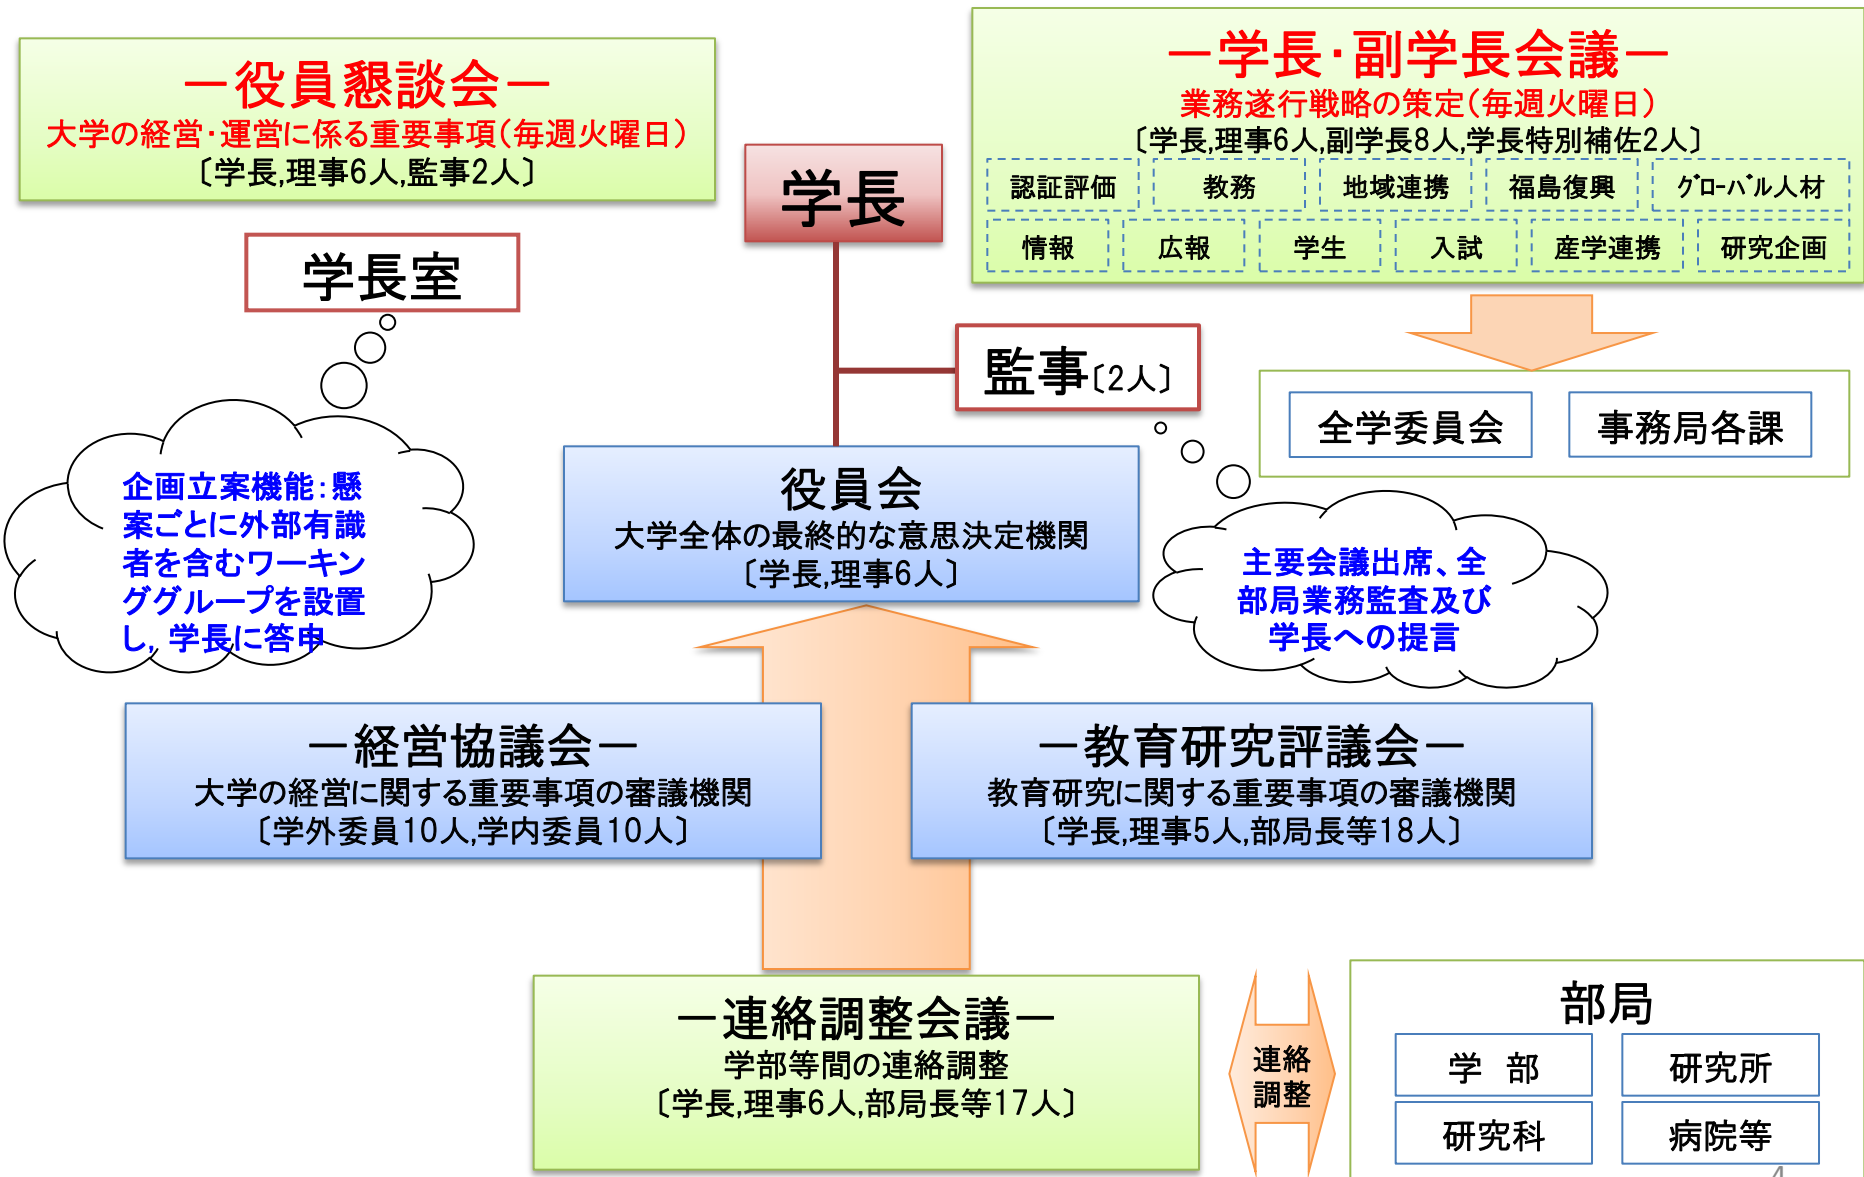 －役員懇談会－
大学の経営・運営に係る重要事項（毎週火曜日）
〔学長,理事6人,監事2人〕
－学長・副学長会議－
業務遂行戦略の策定（毎週火曜日）
〔学長,理事6人,副学長8人,学長特別補佐2人〕
認証評価 教務 地域連携 福島復興 ｸﾞﾛｰﾊﾞﾙ人材
情報 広報 学生 入試 産学連携 研究企画
学長
学長室
監事〔2人〕
全学委員会 事務局各課
企画立案機能：懸
案ごとに外部有識
者を含むワーキン
ググループを設置
し，学長に答申
役員会
大学全体の最終的な意思決定機関
〔学長,理事6人〕
主要会議出席、全
部局業務監査及び
学長への提言
－経営協議会－
大学の経営に関する重要事項の審議機関
〔学外委員10人,学内委員10人〕
－教育研究評議会－
教育研究に関する重要事項の審議機関
〔学長,理事5人,部局長等18人〕
－連絡調整会議－
学部等間の連絡調整
〔学長,理事6人,部局長等17人〕
連絡
調整
部局
学　部 研究所
研究科 病院等
4